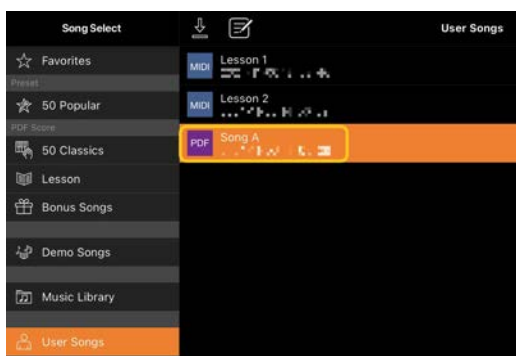 Song Select
User Songs
Favorites
Preset
50 Popular
PDF Score
50 Classics
Lesson
Bonus Songs
Demo Songs
Music Library
User Songs
MIDI Lesson 1
MIDI Lesson 2
PDF Song A